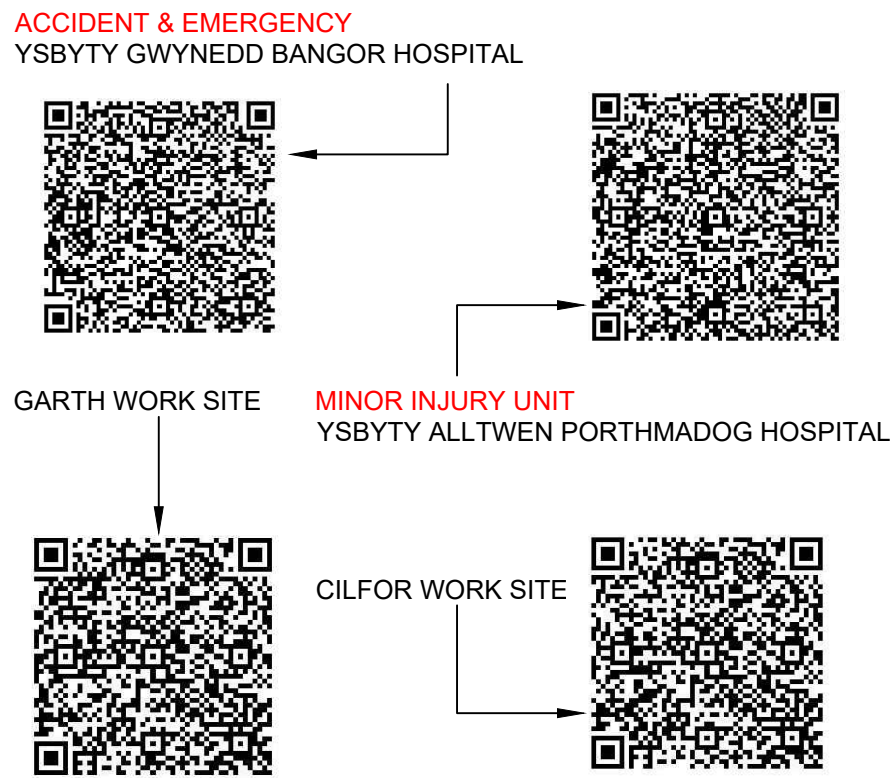 ACCIDENT & EMERGENCY
YSBYTY GWYNEDD BANGOR HOSPITAL
GARTH WORK SITE
MINOR INJURY UNIT
YSBYTY ALLTWEN PORTHMADOG HOSPITAL
CILFOR WORK SITE